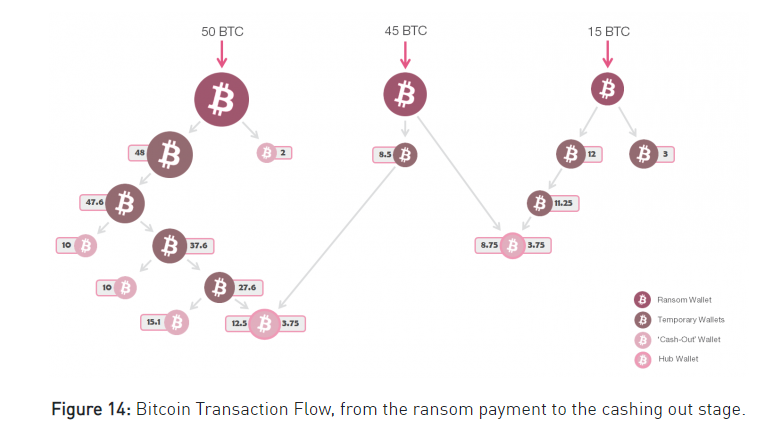 50 BTC 45 BTC 15 BTC
48 2 8.5 12 3
47.6 11.25
10 37.6 8.75 3.75
10 27.6
15.1 12.5 3.75
Ransom Wallet
Temporary Wallets
'Cash-Out' Wallet
Hub Wallet
Figure 14: Bitcoin Transaction Flow, from the ransom payment to the cashing out stage.